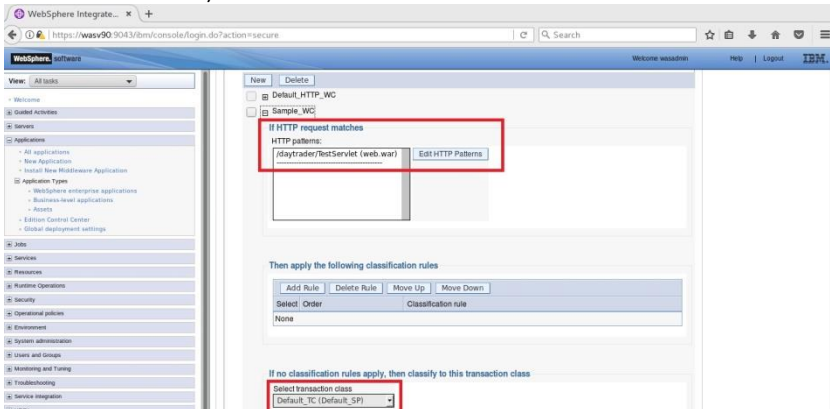 WebSphere Integrate... × +
https://wasv90:9043/ibm/console/login.do?action=secure
Search
WebSphere. software
Welcome wasadmin
Help | Logout
IBM.
View: All tasks
Welcome
Guided Activities
Servers
Applications
All applications
New Application
Install New Middleware Application
Application Types
WebSphere enterprise applications
Business-level applications
Assets
Edition Control Center
Global deployment settings
Jobs
Services
Resources
Runtime Operations
Security
Operational policies
Environment
System administration
Users and Groups
Monitoring and Tuning
Troubleshooting
Service integration
New Delete
Default_HTTP_WC
Sample_WC
If HTTP request matches
HTTP patterns:
/daytrader/TestServlet (web.war) Edit HTTP Patterns
Then apply the following classification rules
Add Rule Delete Rule Move Up Move Down
Select Order Classification rule
None
If no classification rules apply, then classify to this transaction class
Select transaction class
Default_TC (Default_SP)